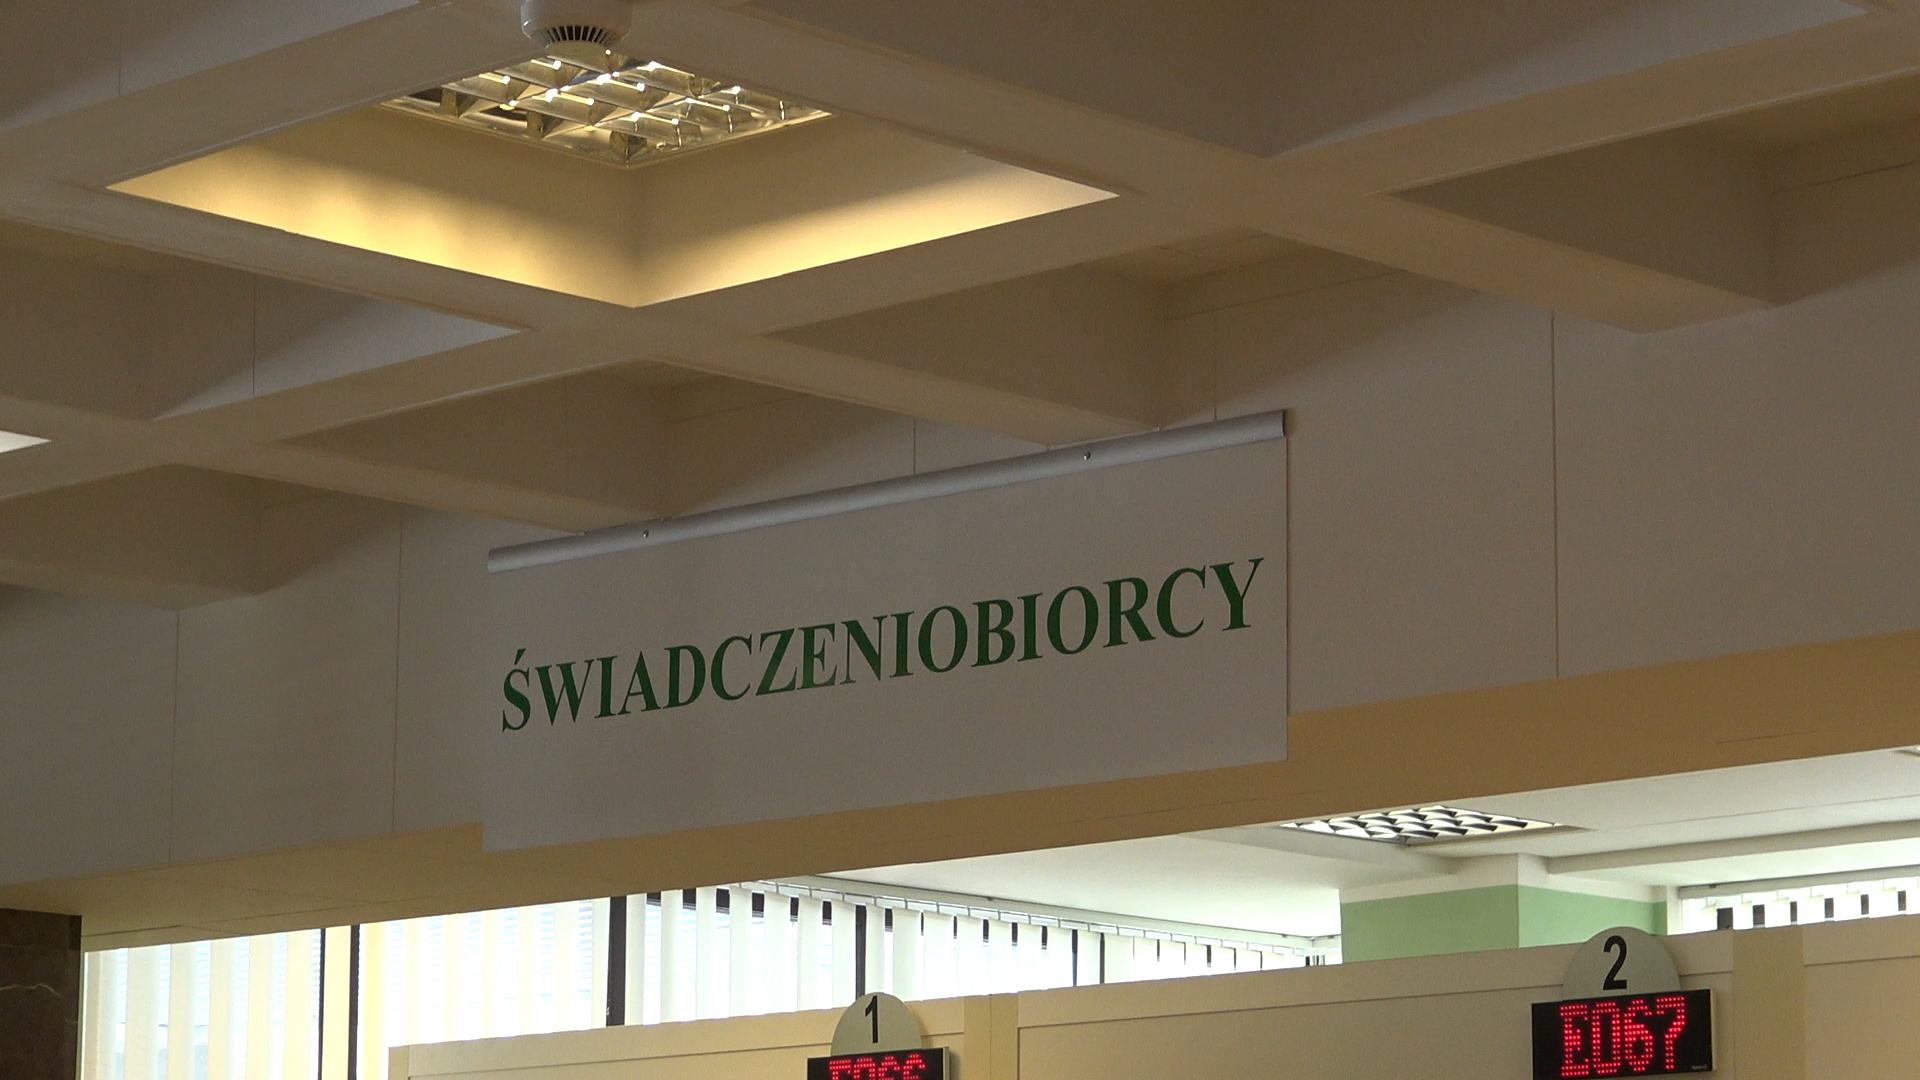 ŚWIADCZENIOBIORCY
1
2
E067